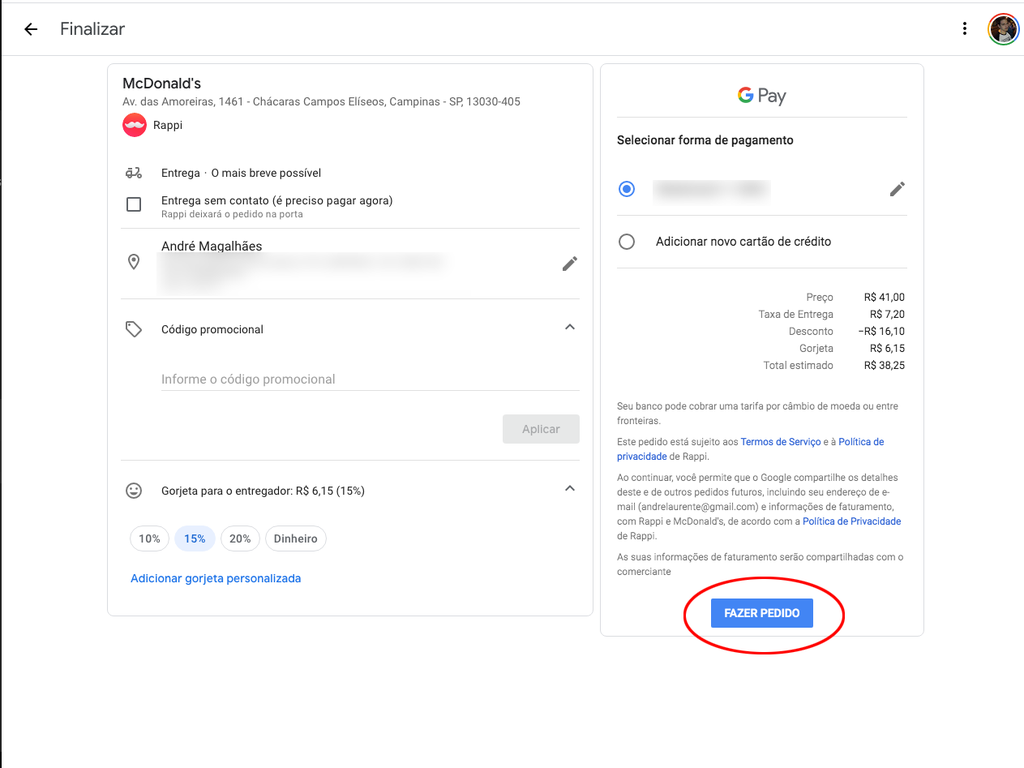 Finalizar
McDonald's
Av. das Amoreiras, 1461 - Chácaras Campos Elíseos, Campinas - SP, 13030-405
Rappi
Entrega · O mais breve possível
Entrega sem contato (é preciso pagar agora)
Rappi deixará o pedido na porta
André Magalhães
Código promocional
Informe o código promocional
Aplicar
Gorjeta para o entregador: R$ 6,15 (15%)
10% 15% 20% Dinheiro
Adicionar gorjeta personalizada
G Pay
Selecionar forma de pagamento
Adicionar novo cartão de crédito
Preço R$ 41,00
Taxa de Entrega R$ 7,20
Desconto −R$ 16,10
Gorjeta R$ 6,15
Total estimado R$ 38,25
Seu banco pode cobrar uma tarifa por câmbio de moeda ou entre
fronteiras.
Este pedido está sujeito aos Termos de Serviço e à Política de
privacidade de Rappi.
Ao continuar, você permite que o Google compartilhe os detalhes
deste e de outros pedidos futuros, incluindo seu endereço de e-
mail (andrelaurente@gmail.com) e informações de faturamento,
com Rappi e McDonald's, de acordo com a Política de Privacidade
de Rappi.
As suas informações de faturamento serão compartilhadas com o
comerciante
FAZER PEDIDO